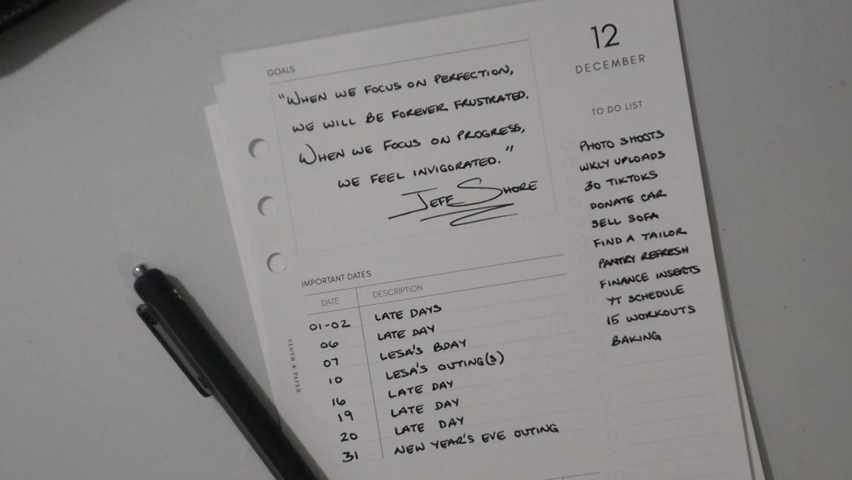 GOALS
"WHEN WE FOCUS ON PERFECTION,
WE WILL BE FOREVER FRUSTRATED.
WHEN WE FOCUS ON PROGRESS,
WE FEEL INVIGORATED."
JEFF SHORE
12
DECEMBER
TO DO LIST
PHOTO SHOOTS
WKLY UPLOADS
30 TIKTOKS
DONATE CAR
SELL SOFA
FIND A TAILOR
PANTRY REFRESH
FINANCE INSERTS
YT SCHEDULE
15 WORKOUTS
BAKING
IMPORTANT DATES
DATE DESCRIPTION
01-02 LATE DAYS
06 LATE DAY
07 LESA'S BDAY
10 LESA'S OUTING(S)
16 LATE DAY
19 LATE DAY
20 LATE DAY
31 NEW YEAR'S EVE OUTING
CLOTH & PAPER